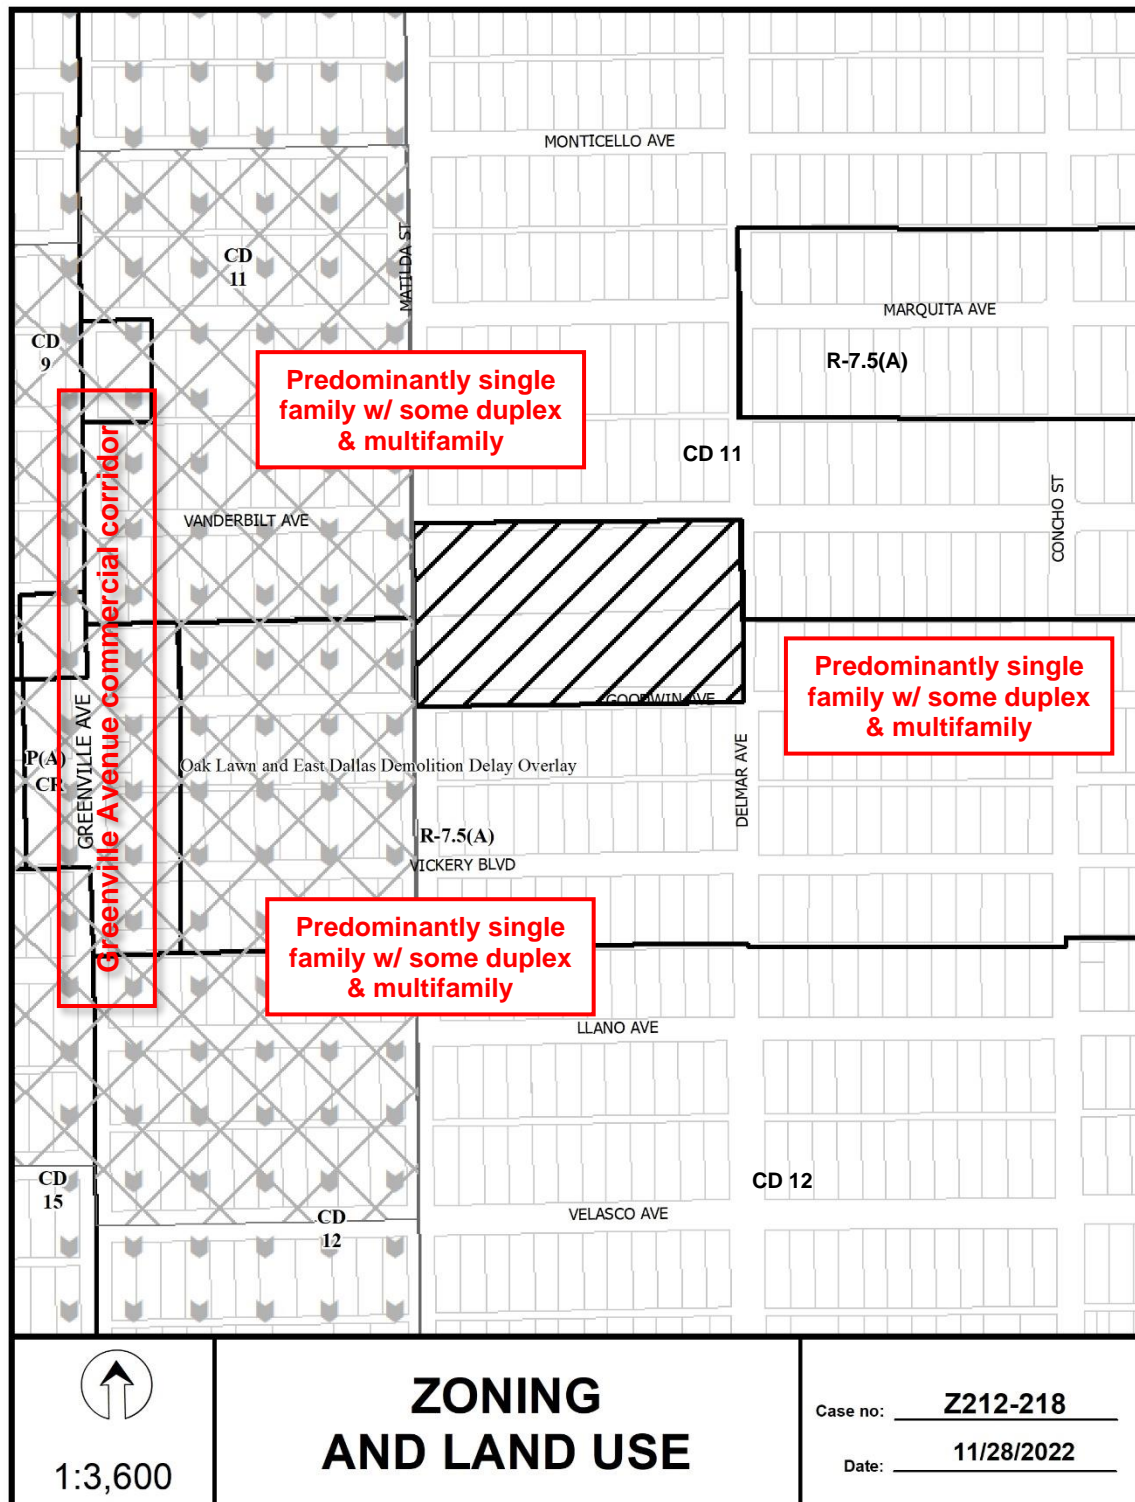 MONTICELLO AVE
CD
11
MATILDA ST
MARQUITA AVE
CD
9
R-7.5(A)
Predominantly single
family w/ some duplex
& multifamily
CD 11
Greenville Avenue commercial corridor
VANDERBILT AVE
CONCHO ST
Predominantly single
family w/ some duplex
& multifamily
GOODWIN AVE
GREENVILLE AVE
P(A)
CR
Oak Lawn and East Dallas Demolition Delay Overlay
DELMAR AVE
R-7.5(A)
VICKERY BLVD
Predominantly single
family w/ some duplex
& multifamily
LLANO AVE
CD
15
CD 12
CD
12
VELASCO AVE
1:3,600
ZONING
AND LAND USE
Case no: Z212-218
Date: 11/28/2022